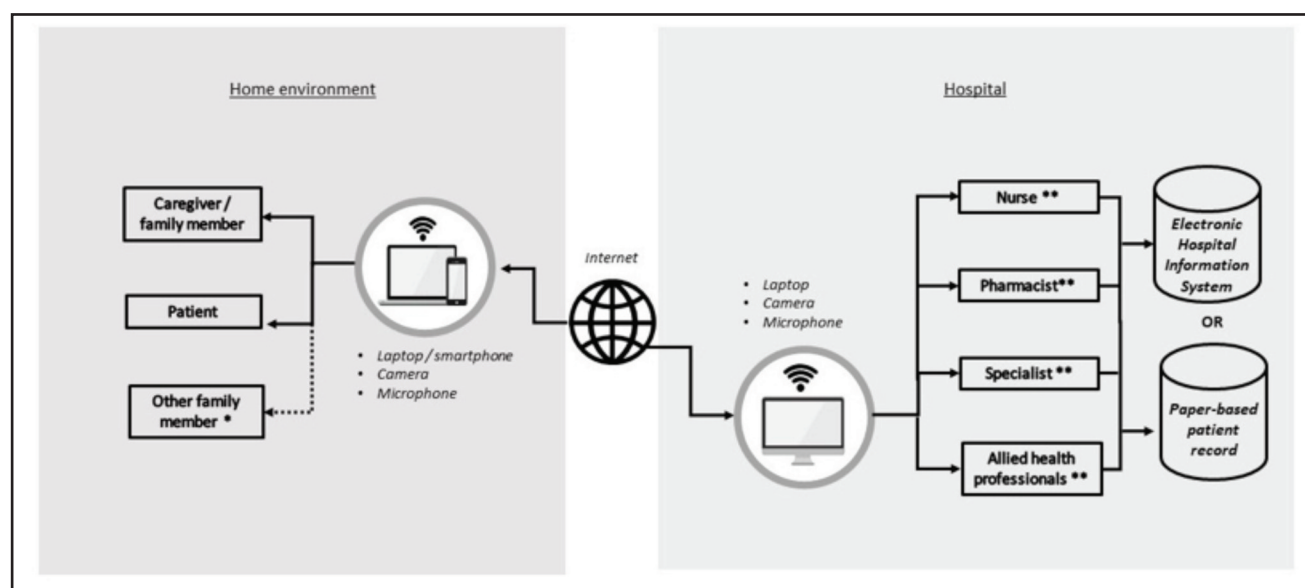 Home environment
Caregiver /
family member
Patient
Other family
member *
• Laptop / smartphone
• Camera
• Microphone
Internet
Hospital
• Laptop
• Camera
• Microphone
Nurse **
Pharmacist**
Specialist **
Allied health
professionals **
Electronic
Hospital
Information
System
OR
Paper-based
patient
record